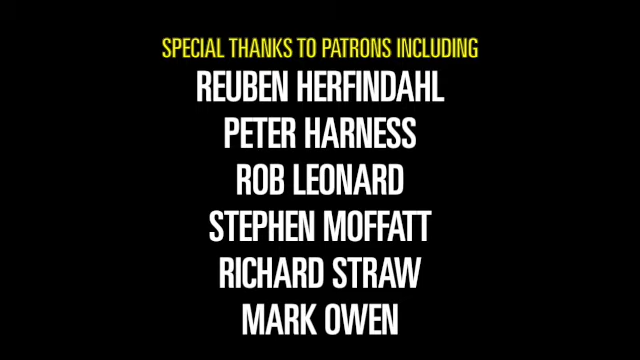 SPECIAL THANKS TO PATRONS INCLUDING
REUBEN HERFINDAHL
PETER HARNESS
ROB LEONARD
STEPHEN MOFFATT
RICHARD STRAW
MARK OWEN